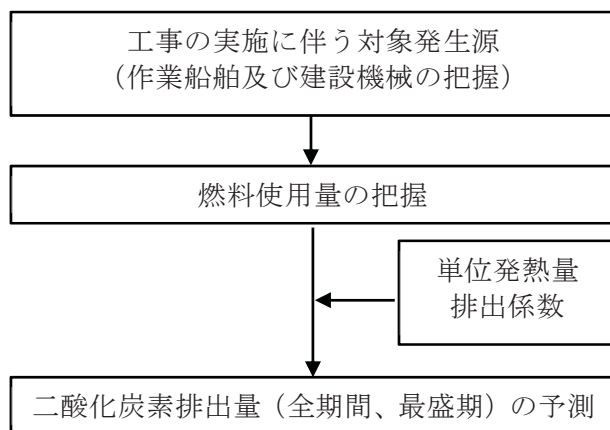 工事の実施に伴う対象発生源
（作業船舶及び建設機械の把握）
燃料使用量の把握
単位発熱量
排出係数
二酸化炭素排出量（全期間、最盛期）の予測